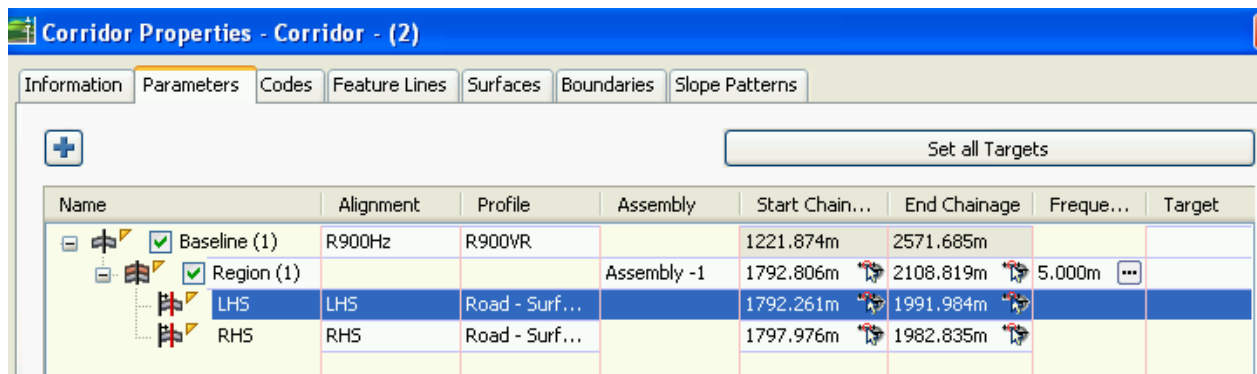 Corridor Properties - Corridor - (2)
Information Parameters Codes Feature Lines Surfaces Boundaries Slope Patterns
Set all Targets
Name Alignment Profile Assembly Start Chain... End Chainage Freque... Target
Baseline (1) R900Hz R900VR 1221.874m 2571.685m
Region (1) Assembly -1 1792.806m 2108.819m 5.000m ...
LHS LHS Road - Surf... 1792.261m 1991.984m
RHS RHS Road - Surf... 1797.976m 1982.835m